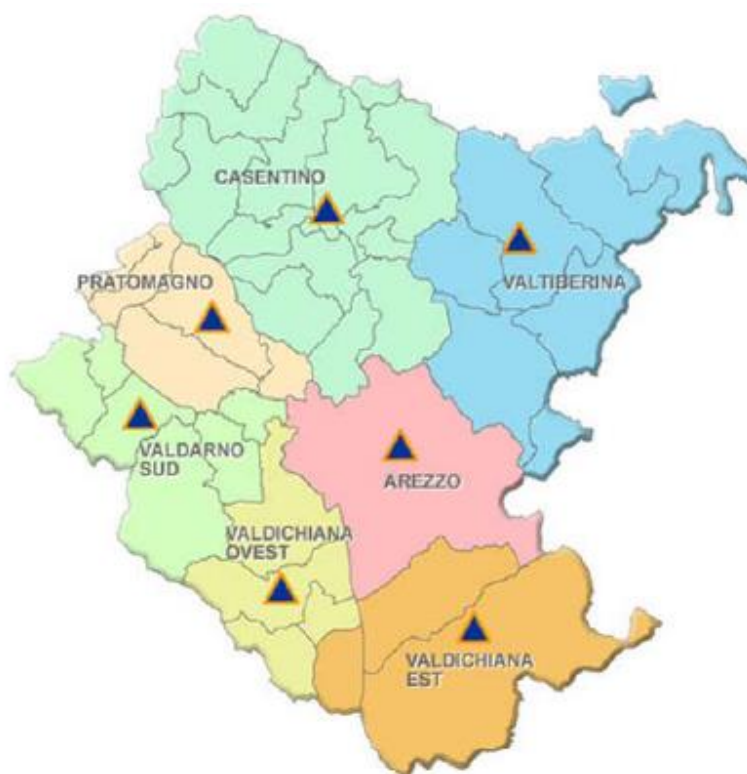 CASENTINO
PRATOMAGNO
VALTIBERINA
VALDARNO
SUD
AREZZO
VALDICHIANA
OVEST
VALDICHIANA
EST